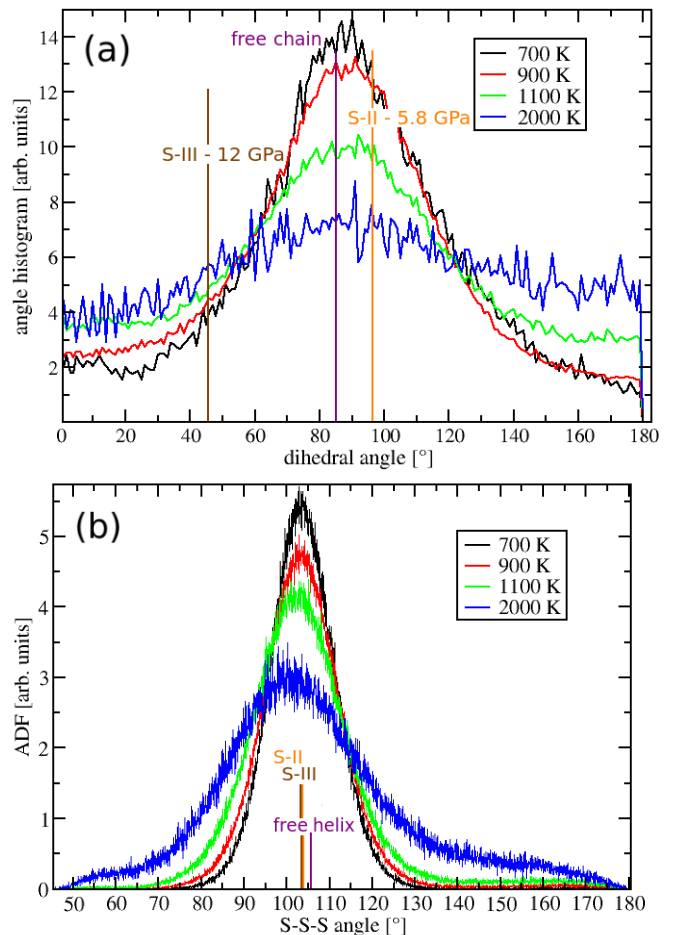 (a)
free chain
S-II - 5.8 GPa
S-III - 12 GPa
700 K
900 K
1100 K
2000 K
angle histogram [arb. units]
14
12
10
8
6
4
2
0 20 40 60 80 100 120 140 160 180
dihedral angle [°]
(b)
700 K
900 K
1100 K
2000 K
ADF [arb. units]
5
4
3
2
1
0
S-II
S-III
free helix
50 60 70 80 90 100 110 120 130 140 150 160 170 180
S-S-S angle [°]